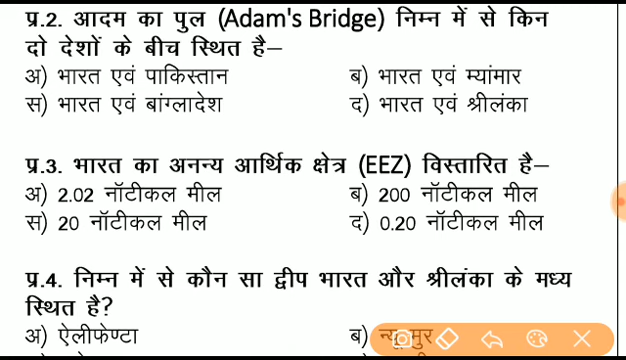 प्र.2. आदम का पुल (Adam's Bridge) निम्न में से किन
दो देशों के बीच स्थित है–
अ) भारत एवं पाकिस्तान ब) भारत एवं म्यांमार
स) भारत एवं बांग्लादेश द) भारत एवं श्रीलंका
प्र.3. भारत का अनन्य आर्थिक क्षेत्र (EEZ) विस्तारित है–
अ) 2.02 नॉटीकल मील ब) 200 नॉटीकल मील
स) 20 नॉटीकल मील द) 0.20 नॉटीकल मील
प्र.4. निम्न में से कौन सा द्वीप भारत और श्रीलंका के मध्य
स्थित है?
अ) ऐलीफेण्टा ब)